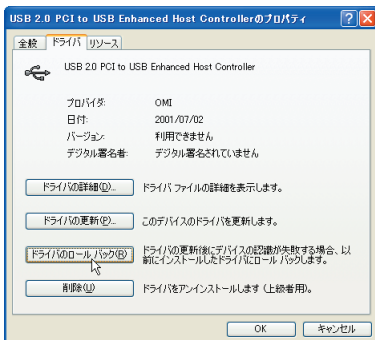 USB 2.0 PCI to USB Enhanced Host Controllerのプロパティ
全般 ドライバ リソース
USB 2.0 PCI to USB Enhanced Host Controller
プロバイダ: OMI
日付: 2001/07/02
バージョン: 利用できません
デジタル署名者: デジタル署名されていません
ドライバの詳細(D)... ドライバ ファイルの詳細を表示します。
ドライバの更新(P)... このデバイスのドライバを更新します。
ドライバのロール バック(R) ドライバの更新後にデバイスの認識が失敗する場合、以
前にインストールしたドライバにロール バックします。
削除(U) ドライバをアンインストールします (上級者用)。
OK キャンセル